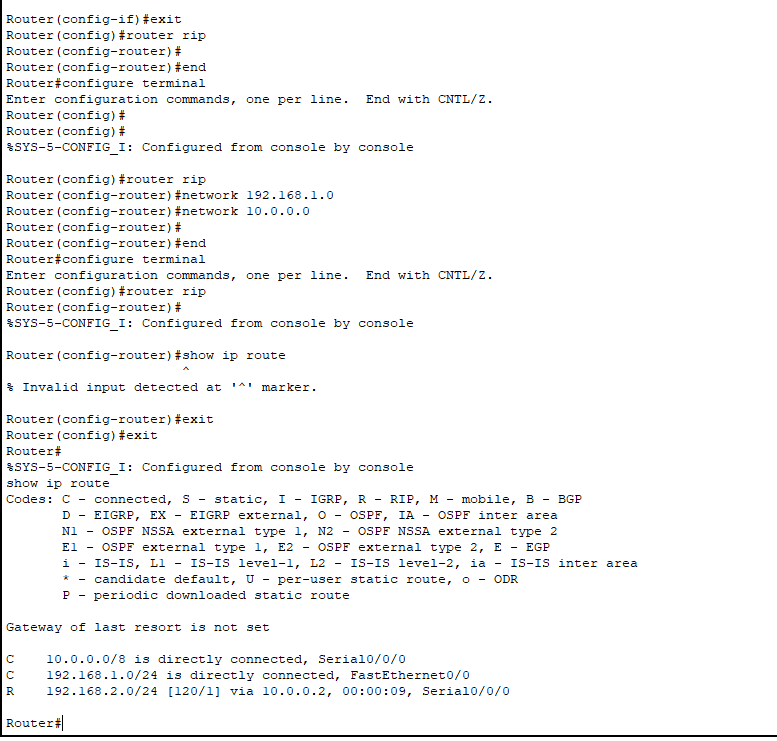 Router(config-if)#exit
Router(config)#router rip
Router(config-router)#
Router(config-router)#end
Router#configure terminal
Enter configuration commands, one per line.  End with CNTL/Z.
Router(config)#
Router(config)#
%SYS-5-CONFIG_I: Configured from console by console
Router(config)#router rip
Router(config-router)#network 192.168.1.0
Router(config-router)#network 10.0.0.0
Router(config-router)#
Router(config-router)#end
Router#configure terminal
Enter configuration commands, one per line.  End with CNTL/Z.
Router(config)#router rip
Router(config-router)#
%SYS-5-CONFIG_I: Configured from console by console
Router(config-router)#show ip route
                      ^
% Invalid input detected at '^' marker.
Router(config-router)#exit
Router(config)#exit
Router#
%SYS-5-CONFIG_I: Configured from console by console
show ip route
Codes: C - connected, S - static, I - IGRP, R - RIP, M - mobile, B - BGP
       D - EIGRP, EX - EIGRP external, O - OSPF, IA - OSPF inter area
       N1 - OSPF NSSA external type 1, N2 - OSPF NSSA external type 2
       E1 - OSPF external type 1, E2 - OSPF external type 2, E - EGP
       i - IS-IS, L1 - IS-IS level-1, L2 - IS-IS level-2, ia - IS-IS inter area
       * - candidate default, U - per-user static route, o - ODR
       P - periodic downloaded static route
Gateway of last resort is not set
C    10.0.0.0/8 is directly connected, Serial0/0/0
C    192.168.1.0/24 is directly connected, FastEthernet0/0
R    192.168.2.0/24 [120/1] via 10.0.0.2, 00:00:09, Serial0/0/0
Router#